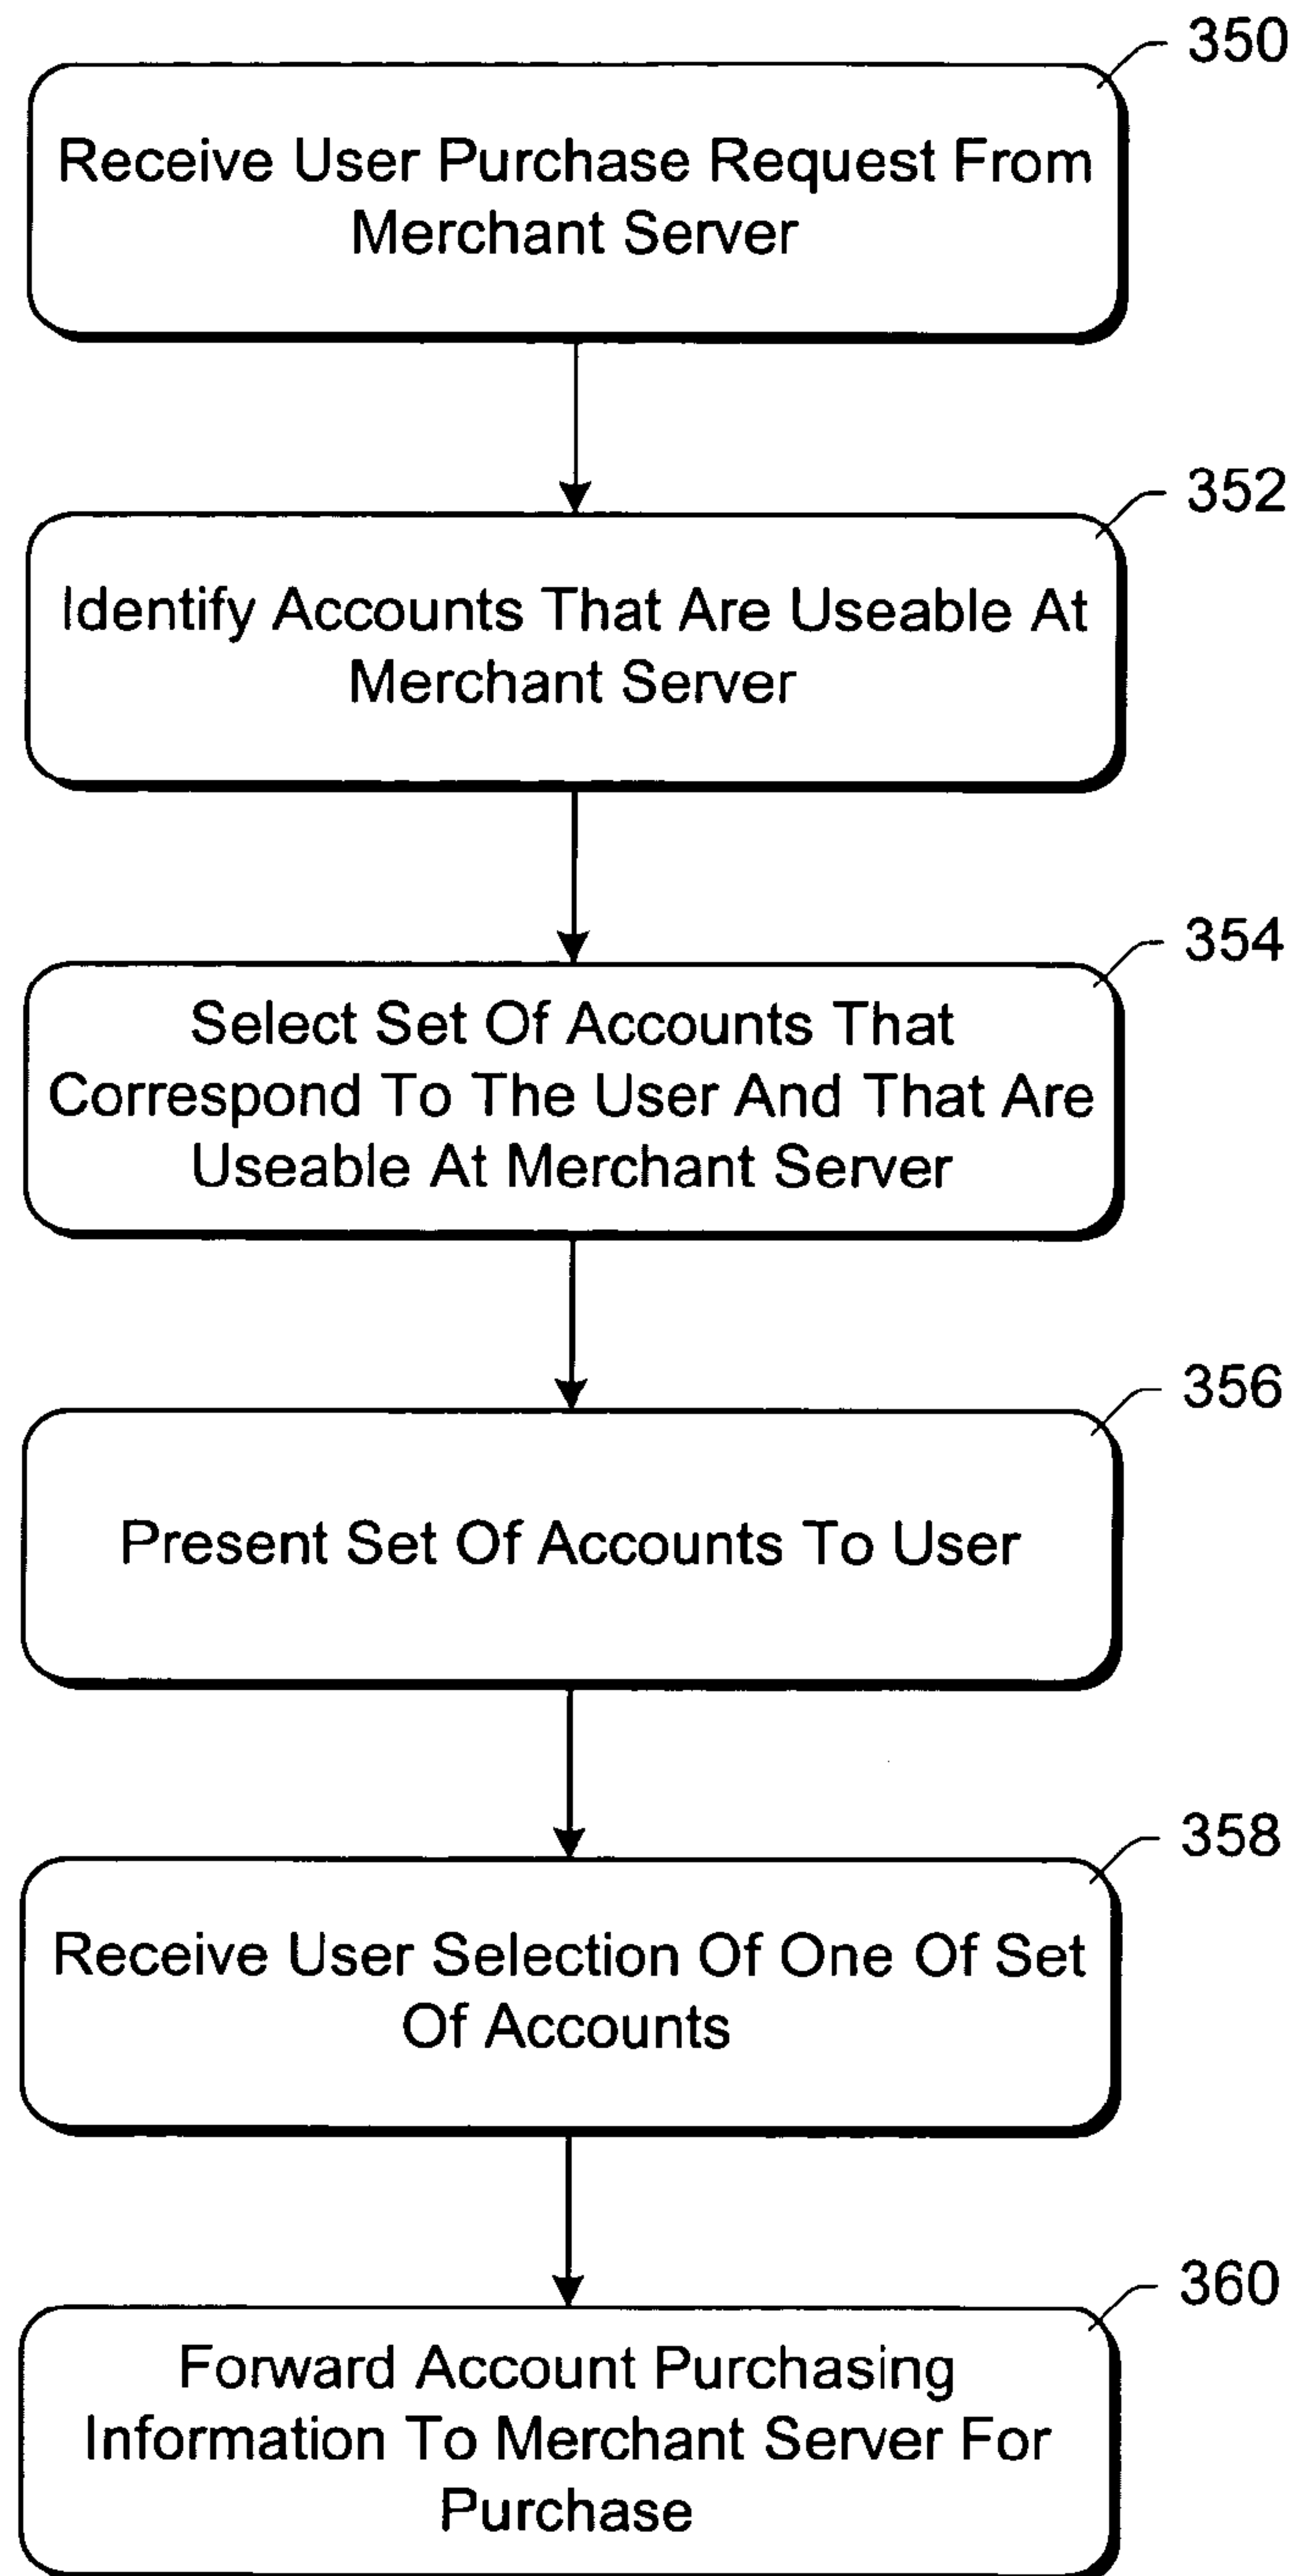 350
Receive User Purchase Request From
Merchant Server
352
Identify Accounts That Are Useable At
Merchant Server
354
Select Set Of Accounts That
Correspond To The User And That Are
Useable At Merchant Server
356
Present Set Of Accounts To User
358
Receive User Selection Of One Of Set
Of Accounts
360
Forward Account Purchasing
Information To Merchant Server For
Purchase